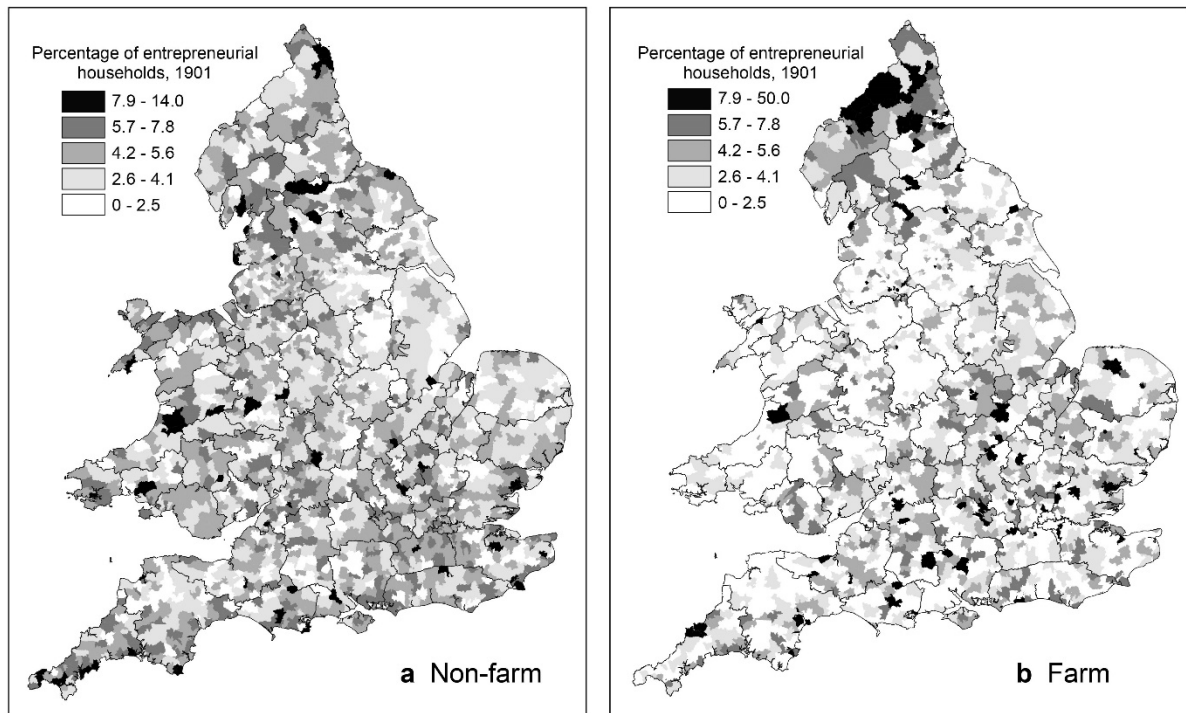 Percentage of entrepreneurial
households, 1901
7.9 - 14.0
5.7 - 7.8
4.2 - 5.6
2.6 - 4.1
0 - 2.5
a Non-farm
Percentage of entrepreneurial
households, 1901
7.9 - 50.0
5.7 - 7.8
4.2 - 5.6
2.6 - 4.1
0 - 2.5
b Farm